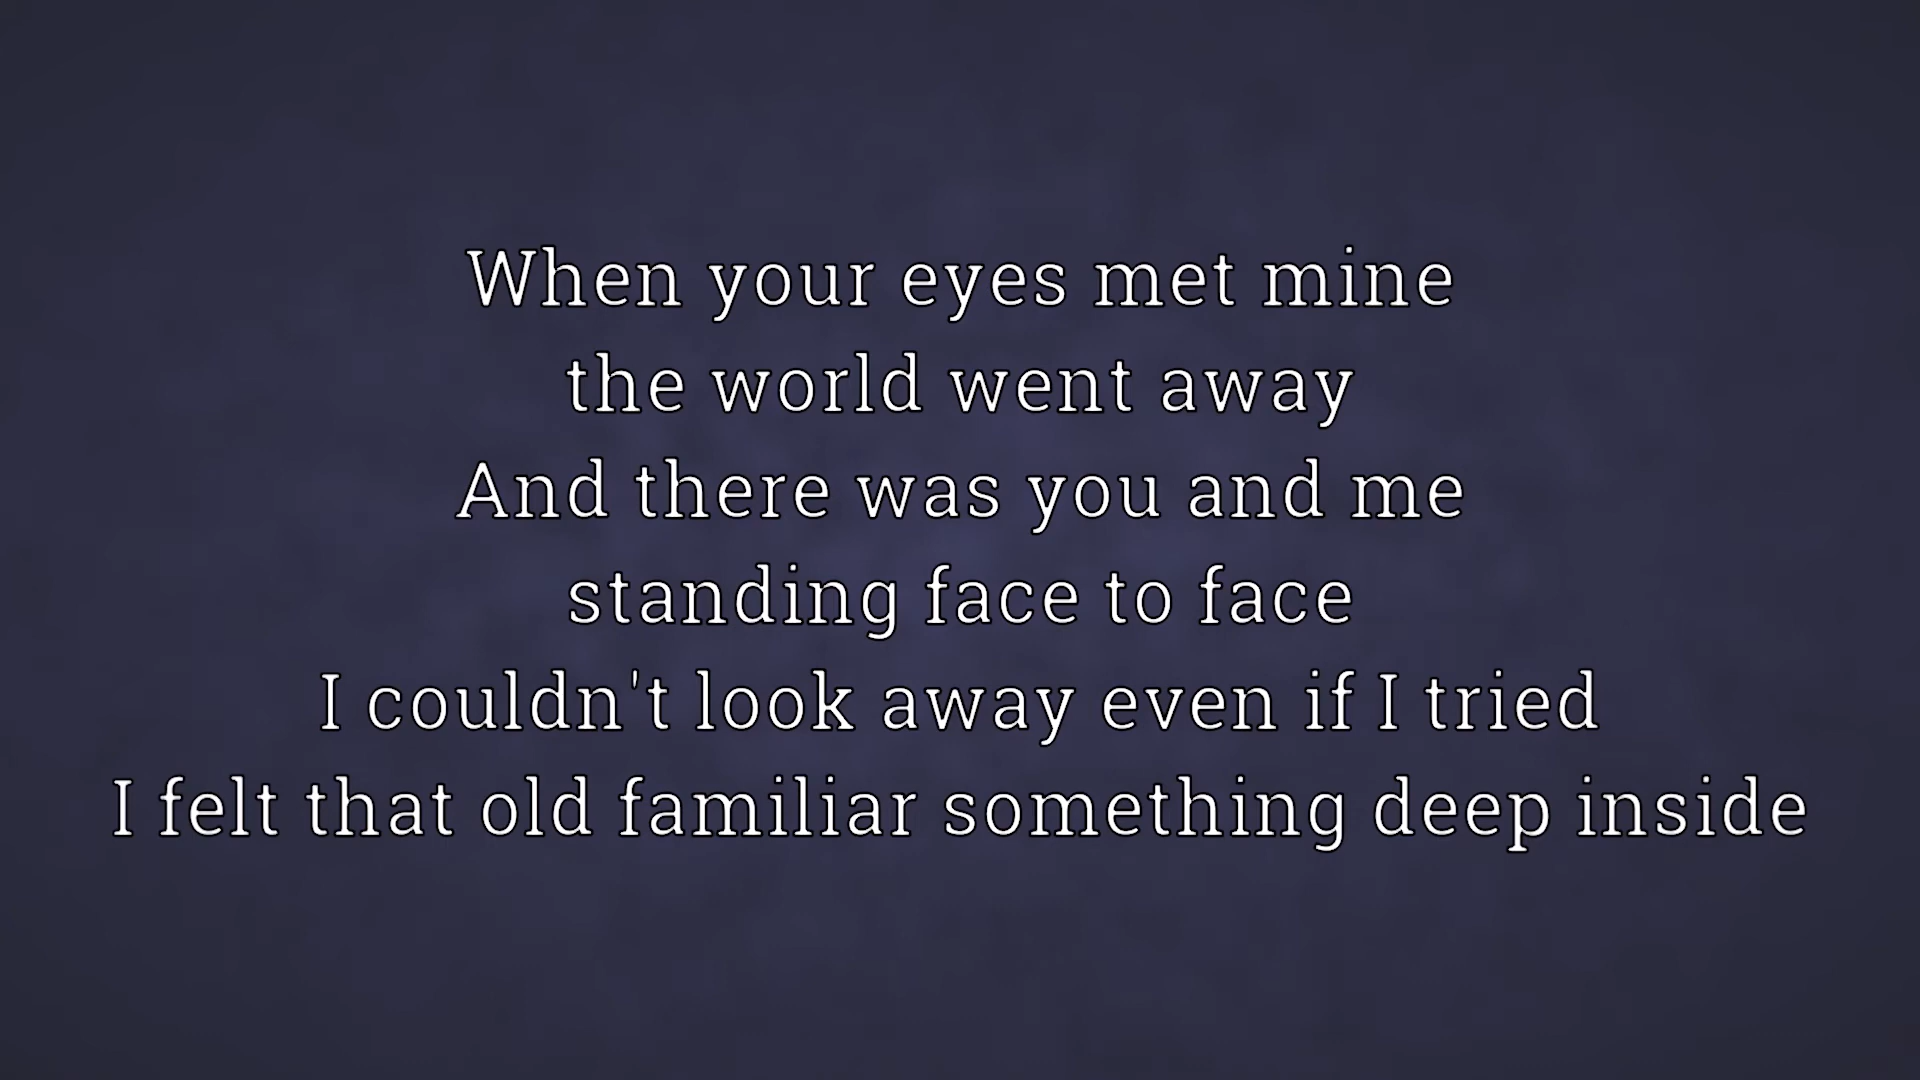 When your eyes met mine
the world went away
And there was you and me
standing face to face
I couldn't look away even if I tried
I felt that old familiar something deep inside